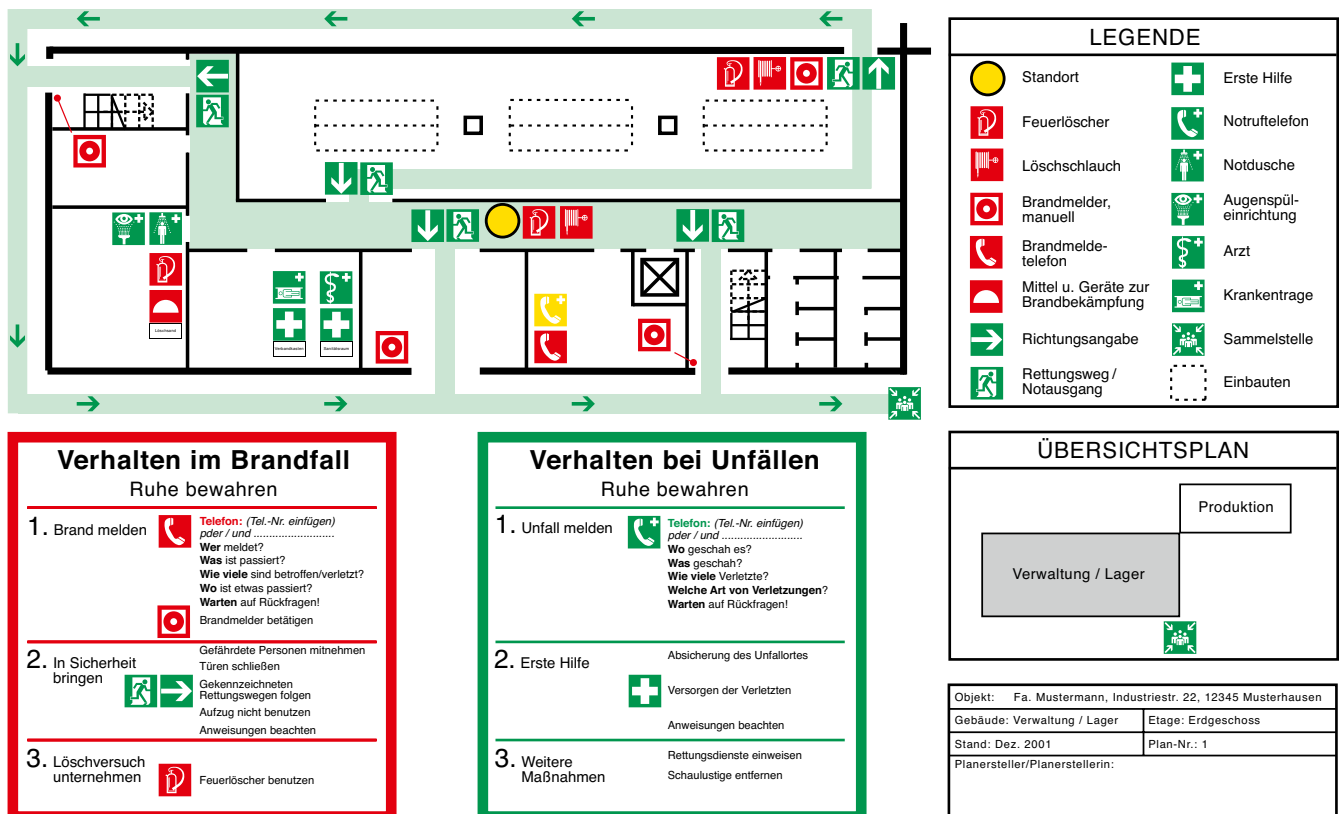 Löschsand
Verbandkasten
Sanitätsraum
LEGENDE
Standort
Feuerlöscher
Löschschlauch
Brandmelder,
manuell
Brandmelde-
telefon
Mittel u. Geräte zur
Brandbekämpfung
Richtungsangabe
Rettungsweg /
Notausgang
Erste Hilfe
Notruftelefon
Notdusche
Augenspül-
einrichtung
Arzt
Krankentrage
Sammelstelle
Einbauten
Verhalten im Brandfall
Ruhe bewahren
1. Brand melden
Telefon: (Tel.-Nr. einfügen)
pder / und .........................
Wer meldet?
Was ist passiert?
Wie viele sind betroffen/verletzt?
Wo ist etwas passiert?
Warten auf Rückfragen!
Brandmelder betätigen
2. In Sicherheit
bringen
Gefährdete Personen mitnehmen
Türen schließen
Gekennzeichneten
Rettungswegen folgen
Aufzug nicht benutzen
Anweisungen beachten
3. Löschversuch
unternehmen
Feuerlöscher benutzen
Verhalten bei Unfällen
Ruhe bewahren
1. Unfall melden
Telefon: (Tel.-Nr. einfügen)
pder / und .........................
Wo geschah es?
Was geschah?
Wie viele Verletzte?
Welche Art von Verletzungen?
Warten auf Rückfragen!
2. Erste Hilfe
Absicherung des Unfallortes
Versorgen der Verletzten
Anweisungen beachten
3. Weitere
Maßnahmen
Rettungsdienste einweisen
Schaulustige entfernen
ÜBERSICHTSPLAN
Produktion
Verwaltung / Lager
Objekt: Fa. Mustermann, Industriestr. 22, 12345 Musterhausen
Gebäude: Verwaltung / Lager
Etage: Erdgeschoss
Stand: Dez. 2001
Plan-Nr.: 1
Planersteller/Planerstellerin: